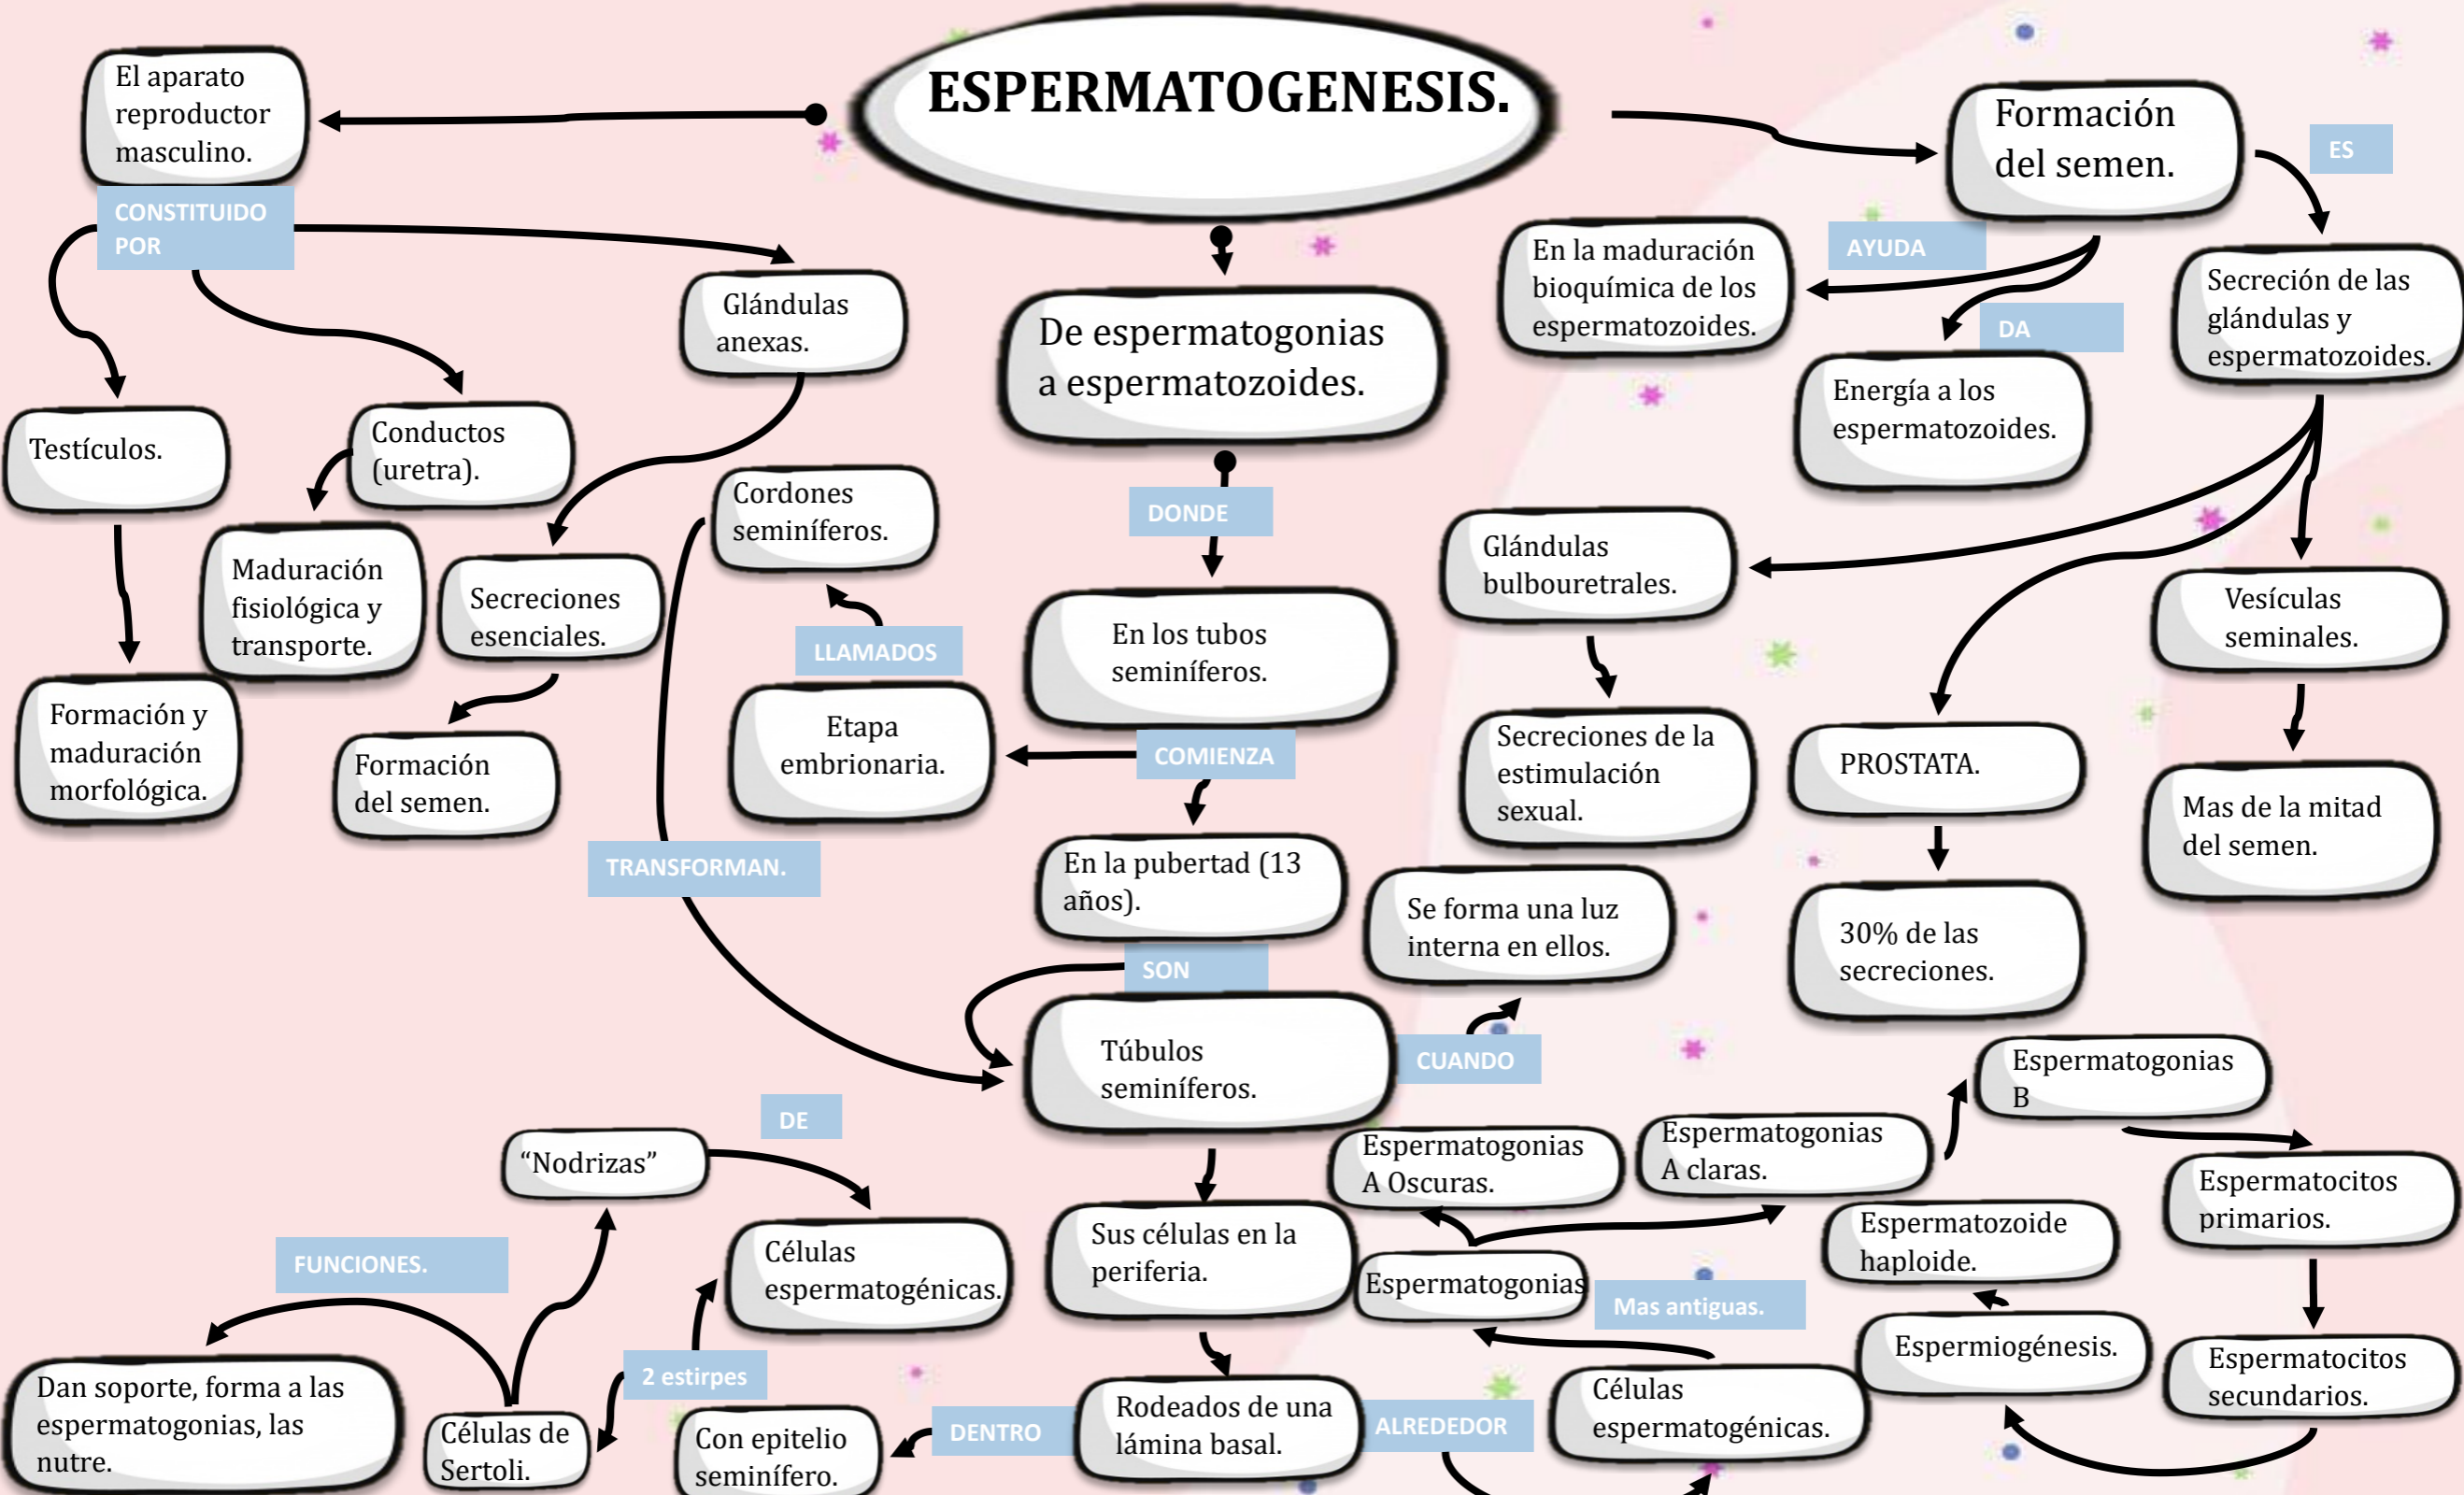 ESPERMATOGENESIS.
El aparato
reproductor
masculino.
CONSTITUIDO
POR
Testículos.
Formación y
maduración
morfológica.
Conductos
(uretra).
Maduración
fisiológica y
transporte.
Glándulas
anexas.
Secreciones
esenciales.
Formación
del semen.
De espermatogonias
a espermatozoides.
DONDE
En los tubos
seminíferos.
COMIENZA
Etapa
embrionaria.
LLAMADOS
Cordones
seminíferos.
TRANSFORMAN.
En la pubertad (13
años).
SON
Túbulos
seminíferos.
CUANDO
Se forma una luz
interna en ellos.
Sus células en la
periferia.
Rodeados de una
lámina basal.
DENTRO
Con epitelio
seminífero.
2 estirpes
Células
espermatogénicas.
Células de
Sertoli.
FUNCIONES.
Dan soporte, forma a las
espermatogonias, las
nutre.
“Nodrizas”
DE
ALREDEDOR
Células
espermatogénicas.
Mas antiguas.
Espermatogonias
Espermatogonias
A Oscuras.
Espermatogonias
A claras.
Espermatogonias
B
Espermatocitos
primarios.
Espermatocitos
secundarios.
Espermiogénesis.
Espermatozoide
haploide.
Formación
del semen.
ES
Secreción de las
glándulas y
espermatozoides.
AYUDA
En la maduración
bioquímica de los
espermatozoides.
DA
Energía a los
espermatozoides.
Glándulas
bulbouretrales.
Secreciones de la
estimulación
sexual.
PROSTATA.
30% de las
secreciones.
Vesículas
seminales.
Mas de la mitad
del semen.